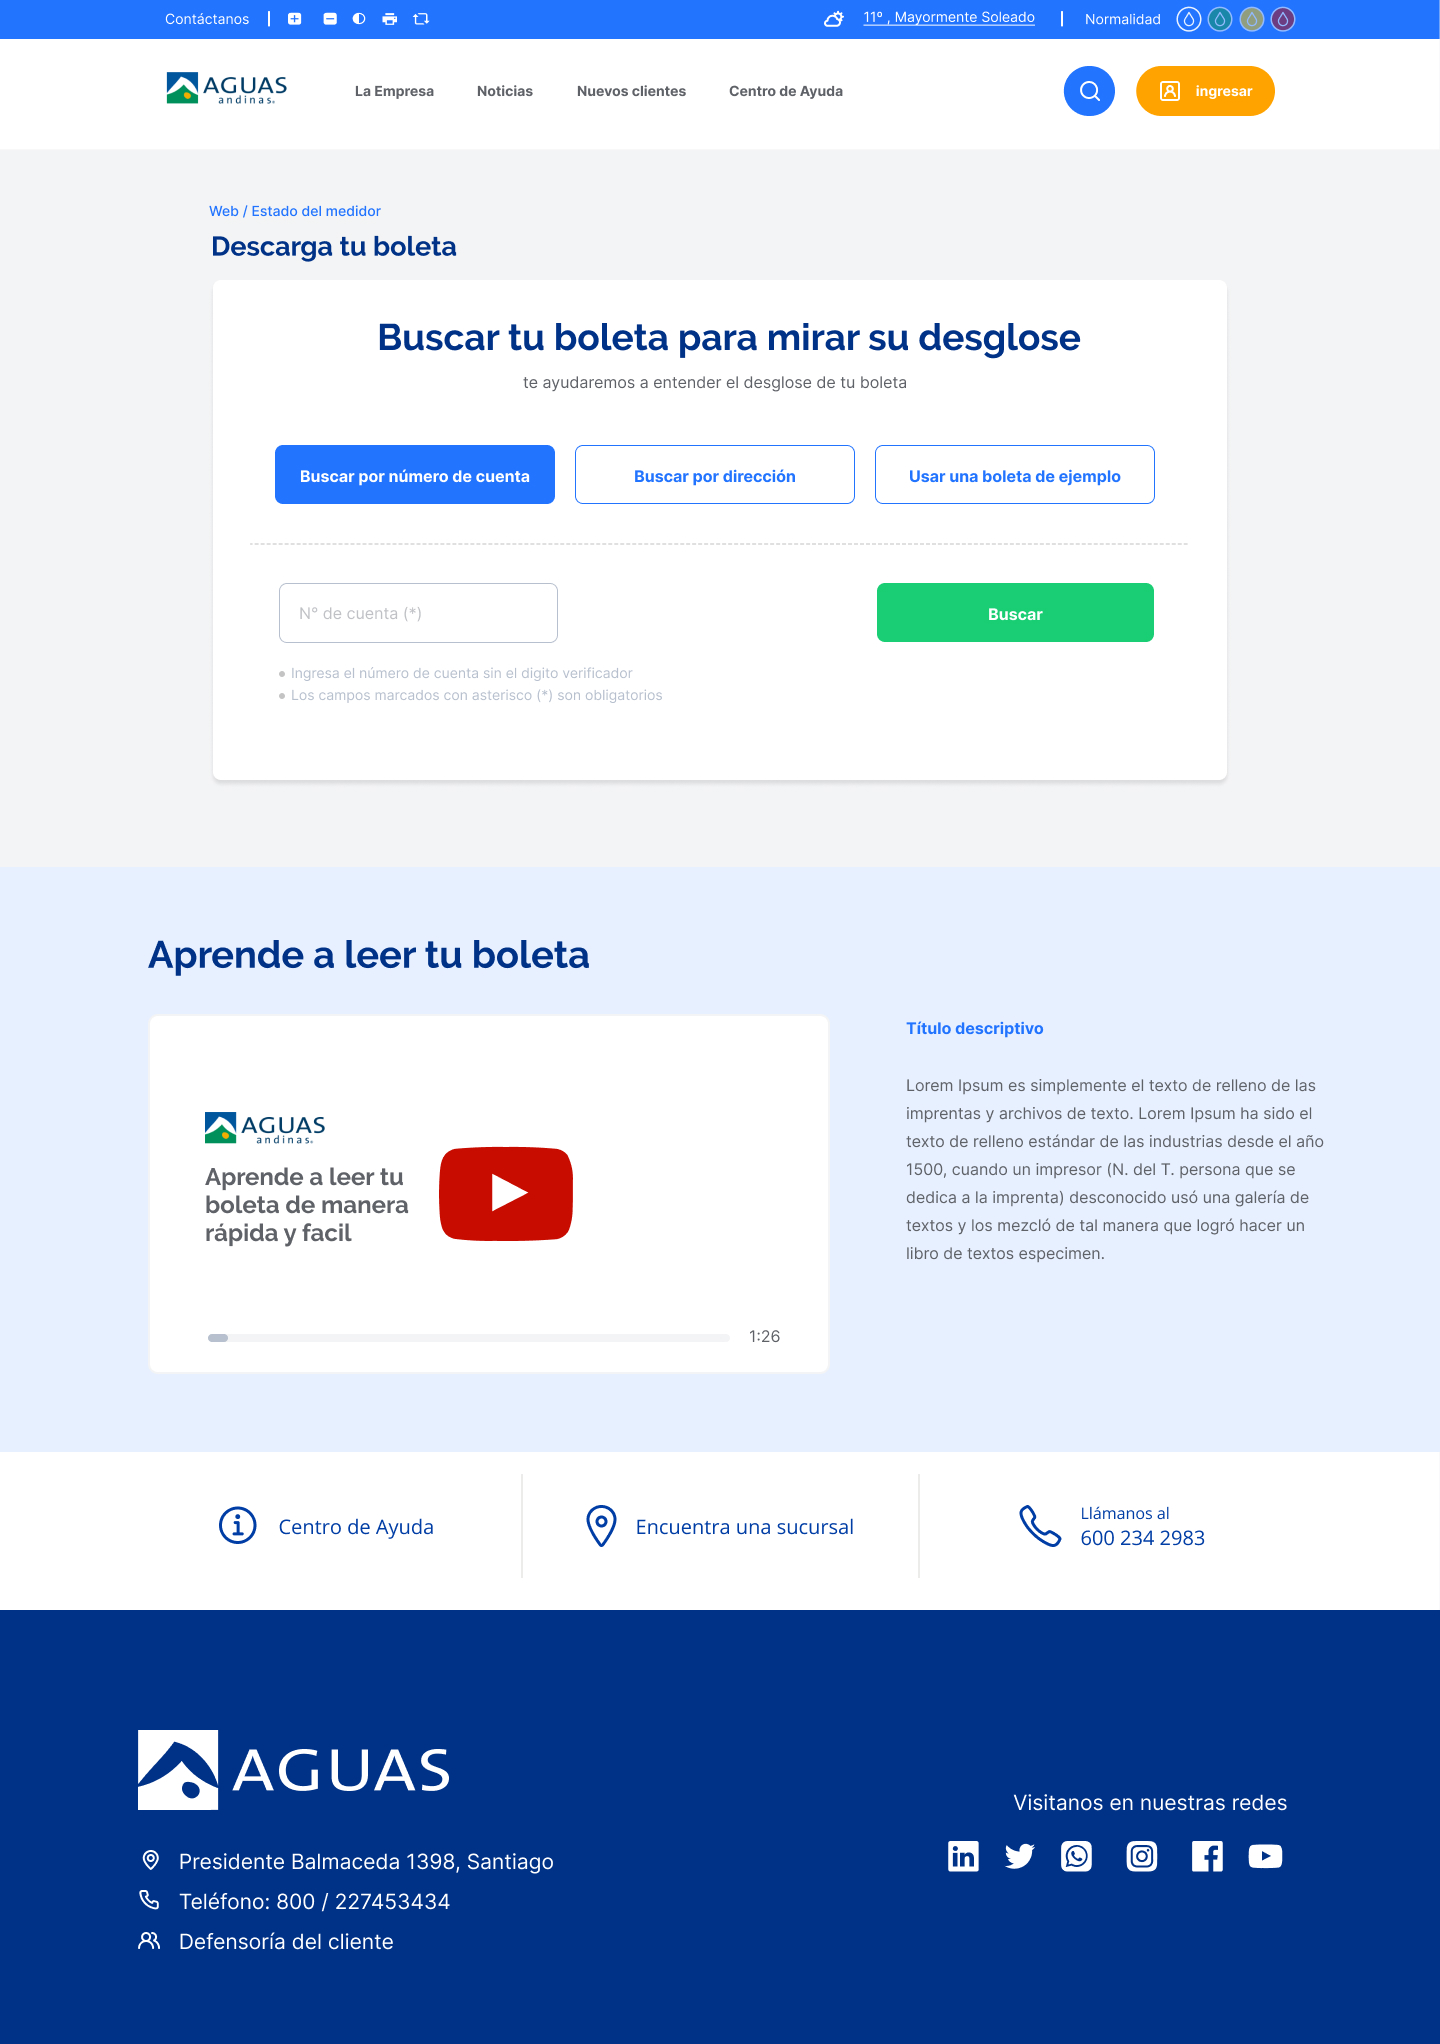 Contáctanos
11º , Mayormente Soleado
Normalidad
AGUAS
andinas.
La Empresa
Noticias
Nuevos clientes
Centro de Ayuda
ingresar
Web / Estado del medidor
Descarga tu boleta
Buscar tu boleta para mirar su desglose
te ayudaremos a entender el desglose de tu boleta
Buscar por número de cuenta
Buscar por dirección
Usar una boleta de ejemplo
N° de cuenta (*)
Buscar
• Ingresa el número de cuenta sin el digito verificador
• Los campos marcados con asterisco (*) son obligatorios
Aprende a leer tu boleta
AGUAS
andinas.
Aprende a leer tu
boleta de manera
rápida y facil
1:26
Título descriptivo
Lorem Ipsum es simplemente el texto de relleno de las
imprentas y archivos de texto. Lorem Ipsum ha sido el
texto de relleno estándar de las industrias desde el año
1500, cuando un impresor (N. del T. persona que se
dedica a la imprenta) desconocido usó una galería de
textos y los mezcló de tal manera que logró hacer un
libro de textos especimen.
Centro de Ayuda
Encuentra una sucursal
Llámanos al
600 234 2983
AGUAS
Presidente Balmaceda 1398, Santiago
Teléfono: 800 / 227453434
Defensoría del cliente
Visitanos en nuestras redes